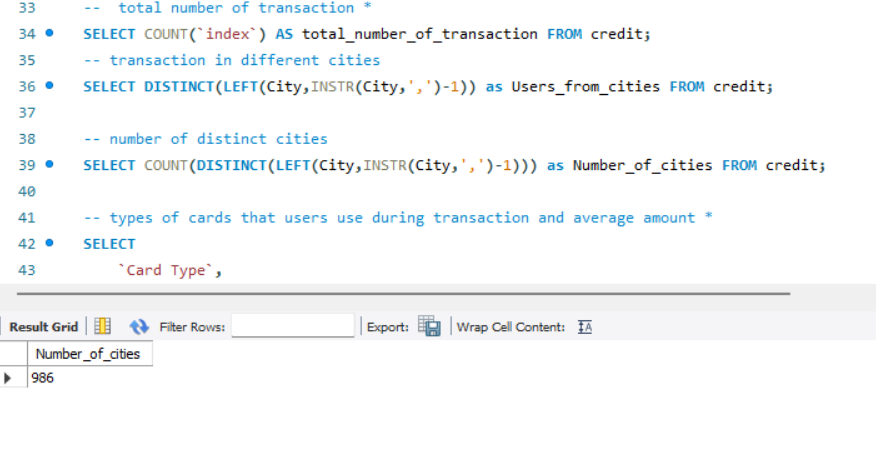 33 --  total number of transaction *
34 SELECT COUNT(`index`) AS total_number_of_transaction FROM credit;
35 -- transaction in different cities
36 SELECT DISTINCT(LEFT(City,INSTR(City,',')-1)) as Users_from_cities FROM credit;
37
38 -- number of distinct cities
39 SELECT COUNT(DISTINCT(LEFT(City,INSTR(City,',')-1))) as Number_of_cities FROM credit;
40
41 -- types of cards that users use during transaction and average amount *
42 SELECT
43 `Card Type`,
Result Grid Filter Rows: Export: Wrap Cell Content: IA
Number_of_cities
986